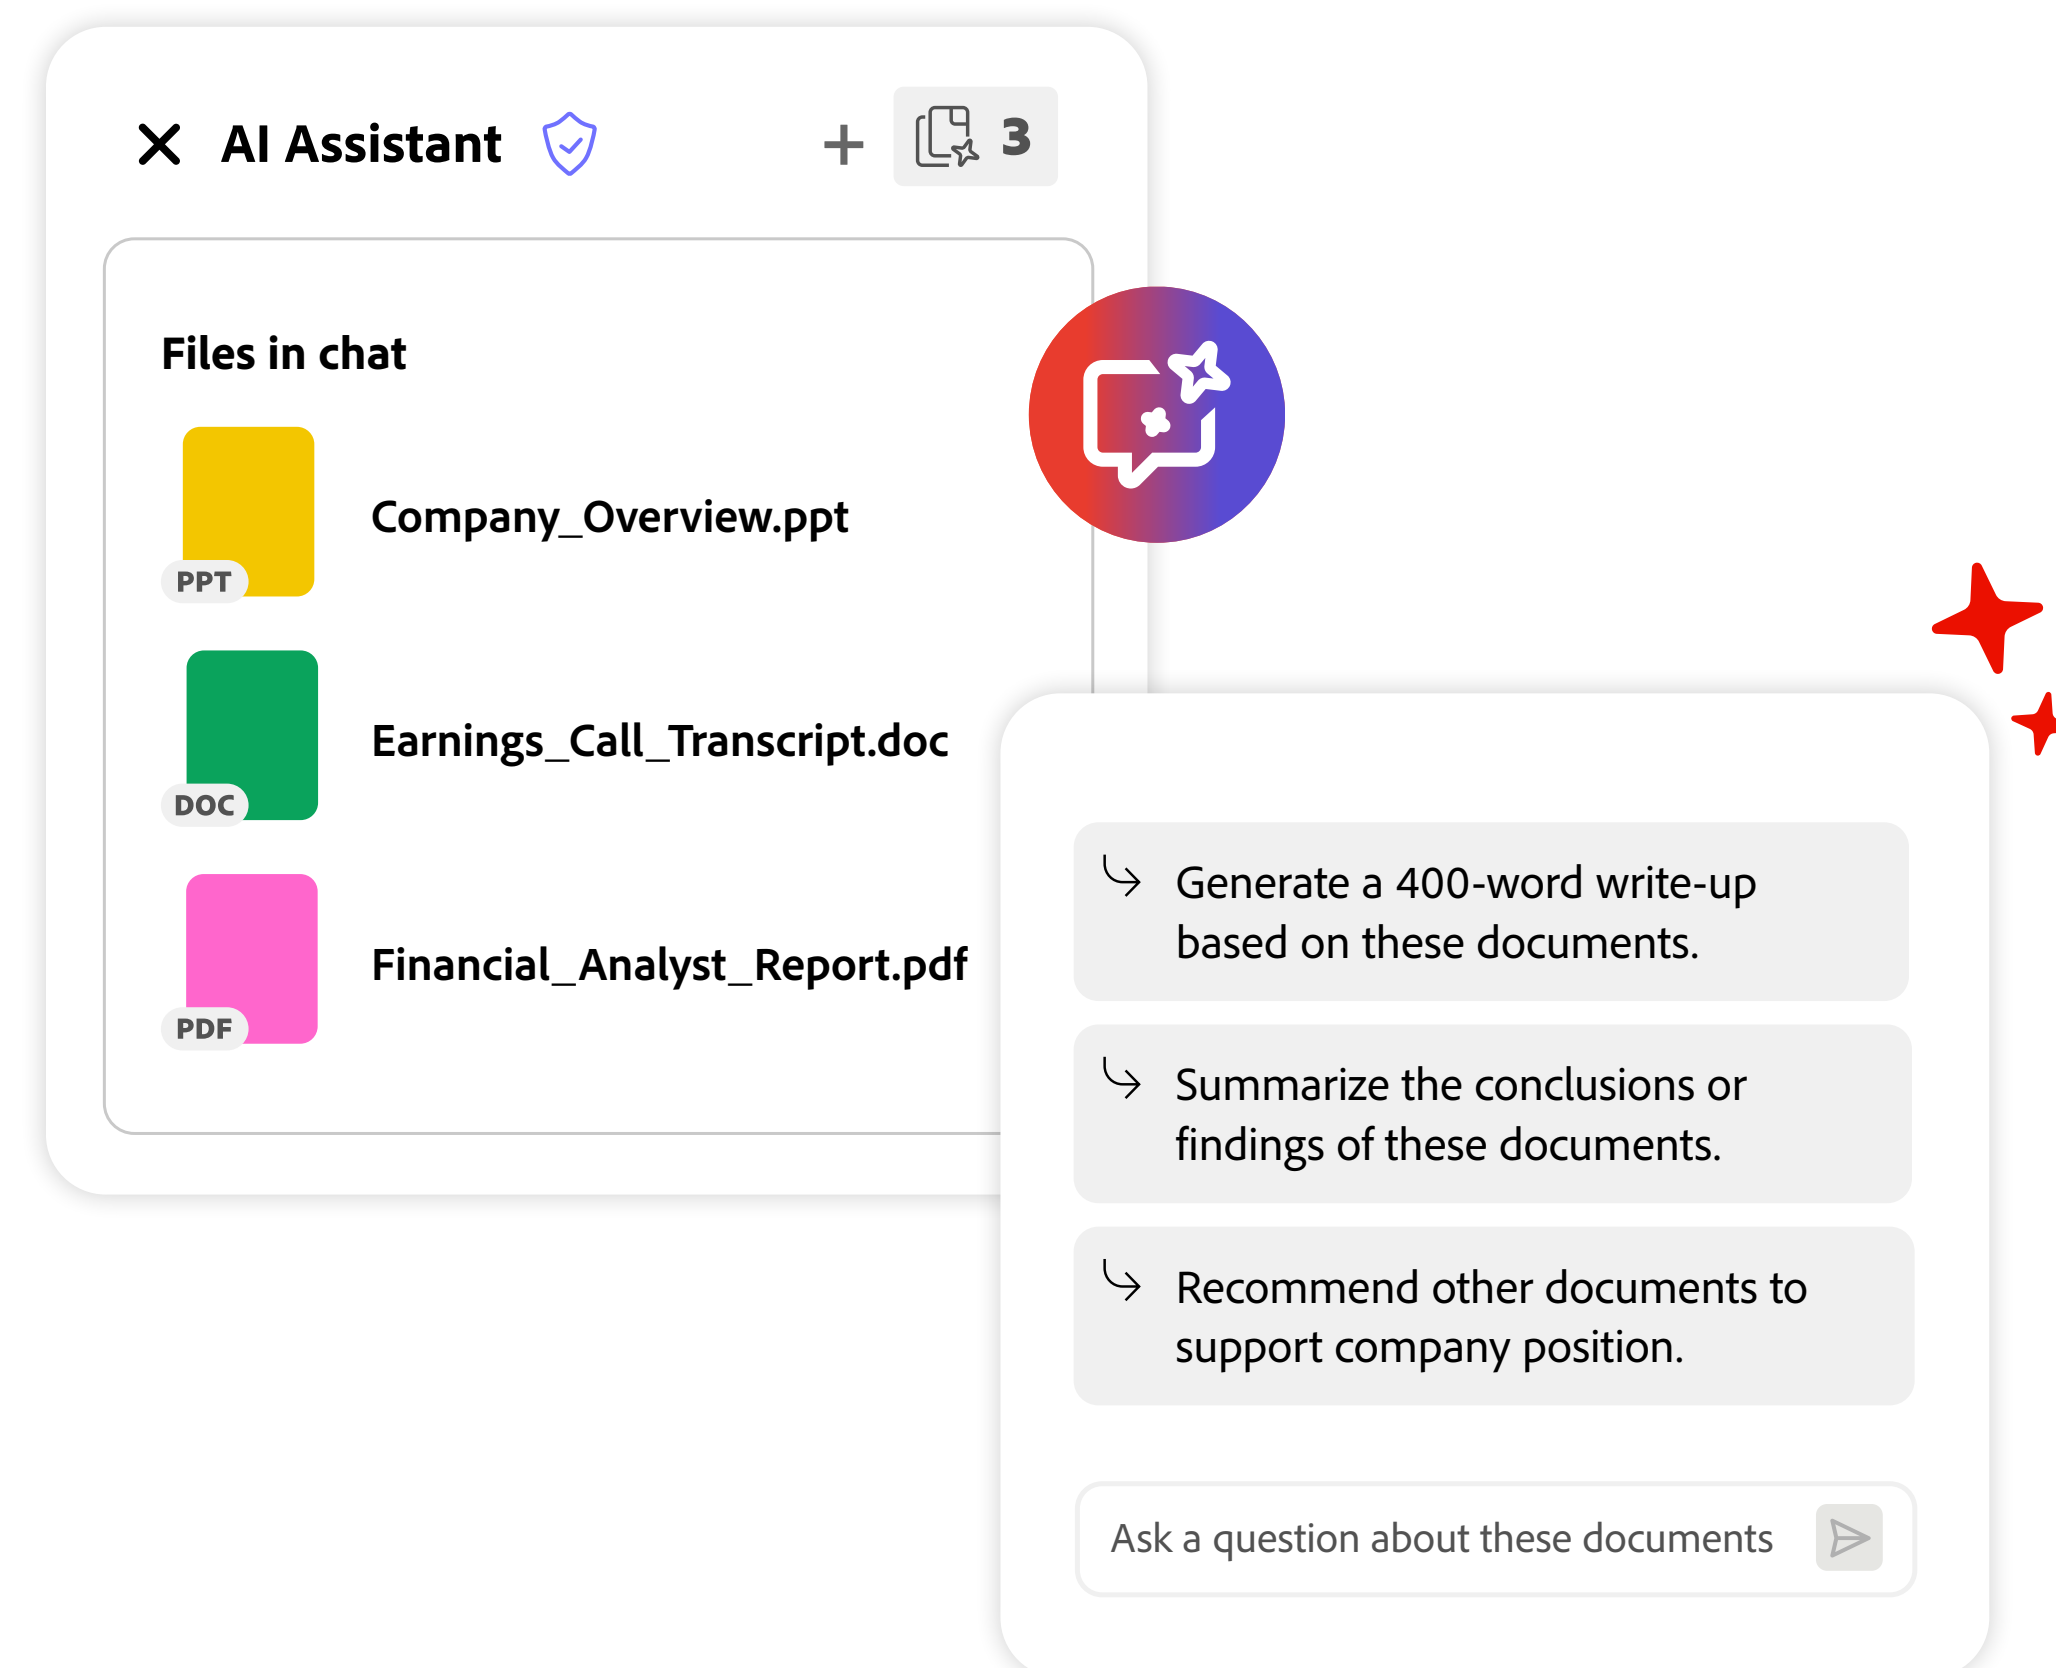 AI Assistant
3
Files in chat
Company_Overview.ppt
PPT
Earnings_Call_Transcript.doc
DOC
Financial_Analyst_Report.pdf
PDF
Generate a 400-word write-up
based on these documents.
Summarize the conclusions or
findings of these documents.
Recommend other documents to
support company position.
Ask a question about these documents